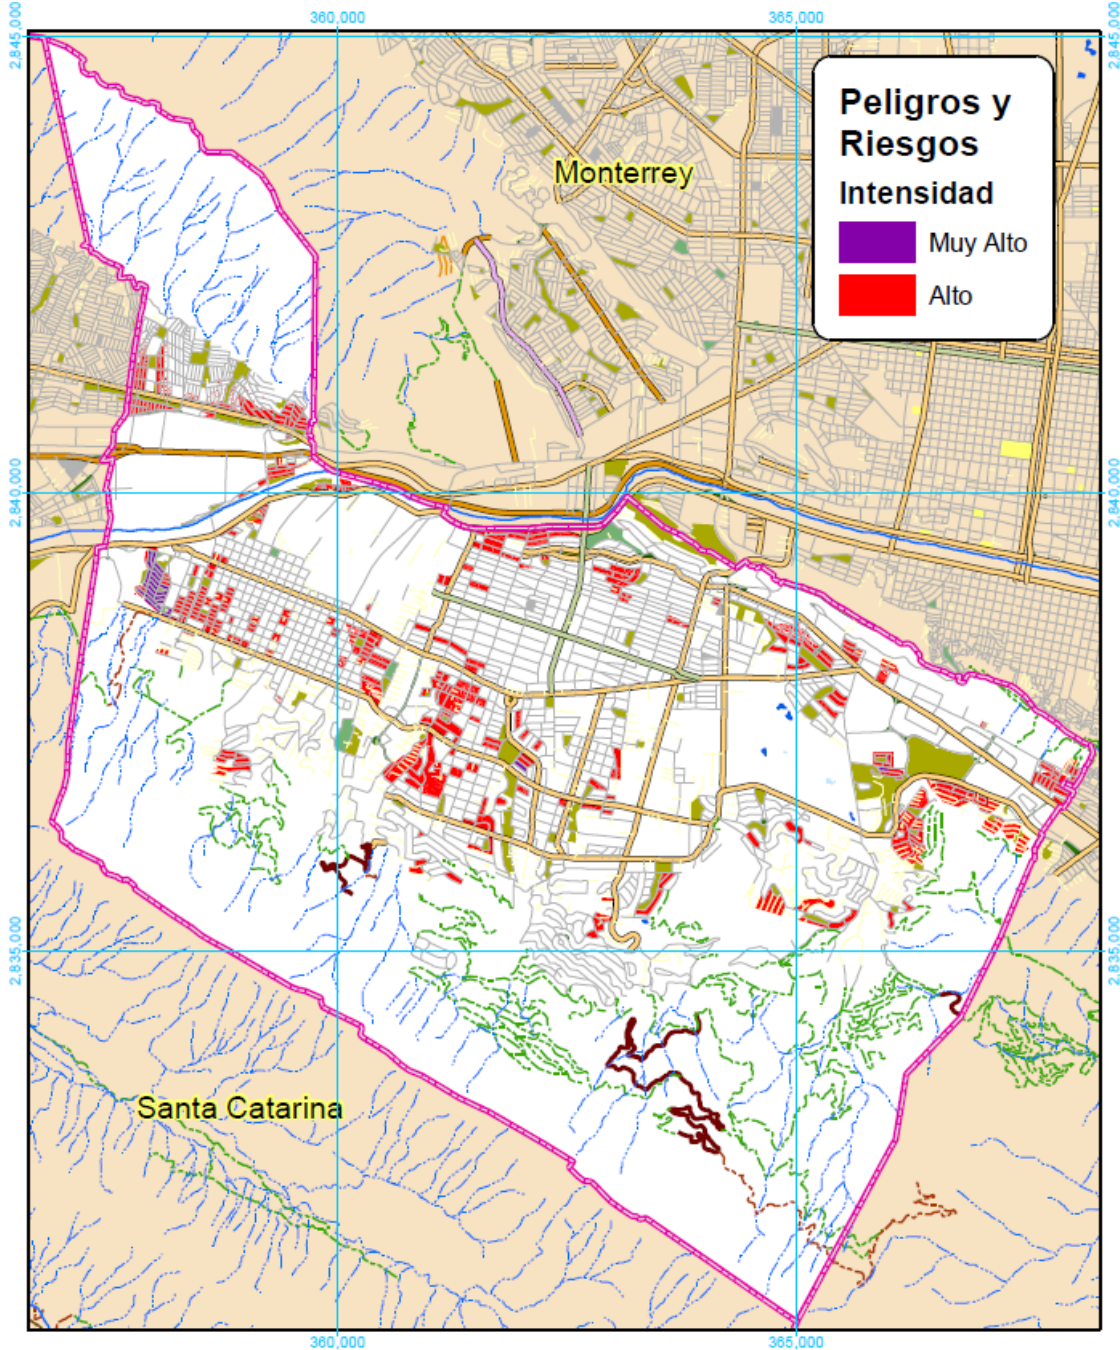 360,000
365,000
2,845,000
2,845,000
Peligros y
Riesgos
Intensidad
Muy Alto
Alto
Monterrey
2,840,000
2,840,000
2,835,000
2,835,000
Santa Catarina
360,000
365,000